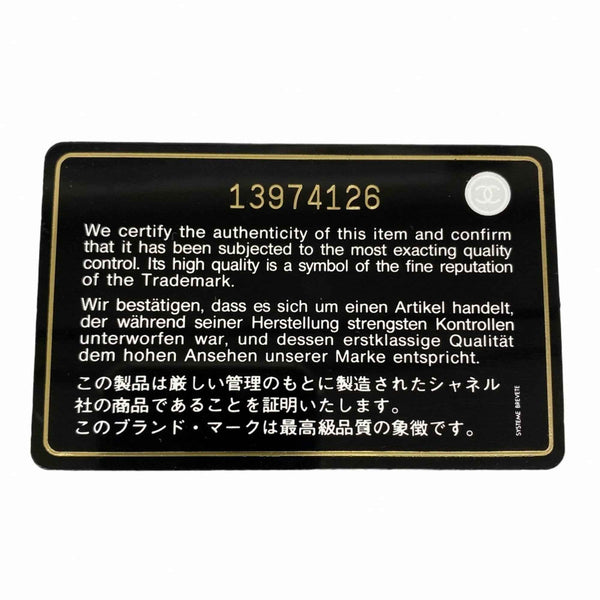 13974126
We certify the authenticity of this item and confirm
that it has been subjected to the most exacting quality
control. Its high quality is a symbol of the fine reputation
of the Trademark.
Wir bestätigen, dass es sich um einen Artikel handelt,
der während seiner Herstellung strengsten Kontrollen
unterworfen war, und dessen erstklassige Qualität
dem hohen Ansehen unserer Marke entspricht.
この製品は厳しい管理のもとに製造されたシャネル
社の商品であることを証明いたします。
このブランド・マークは最高級品質の象徴です。
SYSTEME BREVETE